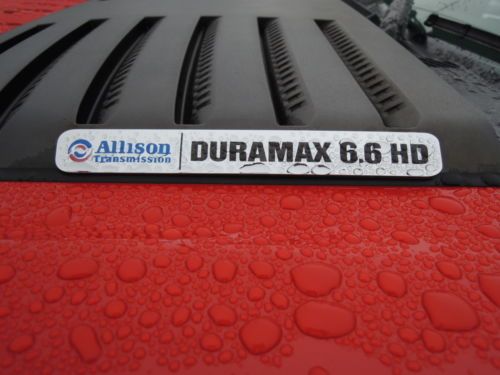 Allison
Transmission
DURAMAX 6.6 HD